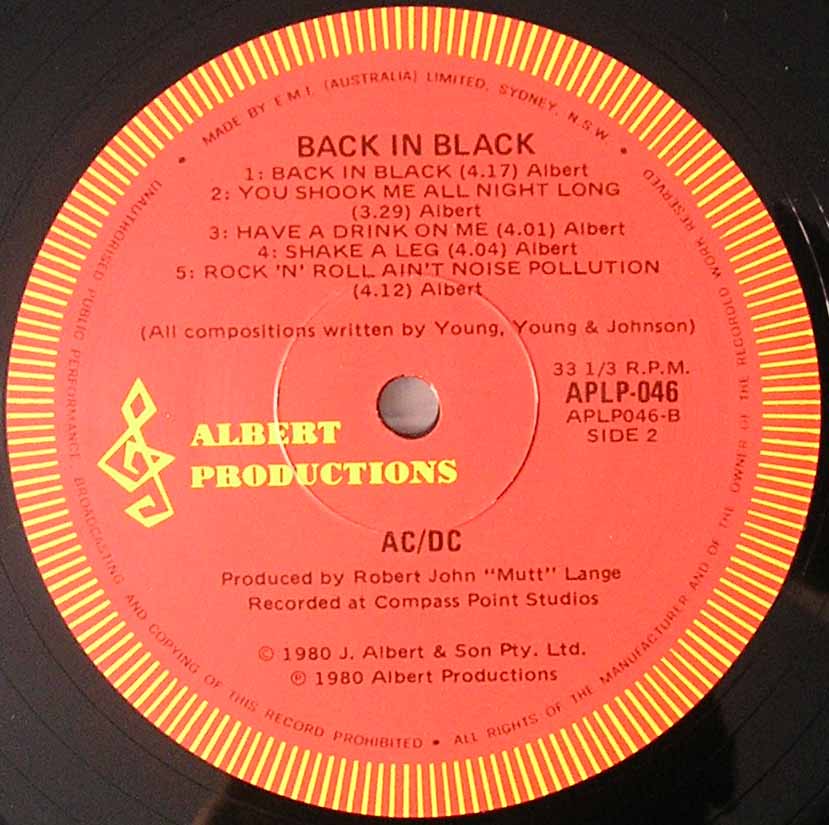 MADE BY E.M.I. (AUSTRALIA) LIMITED, SYDNEY, N.S.W.
BACK IN BLACK
1: BACK IN BLACK (4.17) Albert
2: YOU SHOOK ME ALL NIGHT LONG
(3.29) Albert
3: HAVE A DRINK ON ME (4.01) Albert
4: SHAKE A LEG (4.04) Albert
5: ROCK 'N' ROLL AIN'T NOISE POLLUTION
(4.12) Albert
(All compositions written by Young, Young & Johnson)
33 1/3 R.P.M.
APLP-046
APLP046-B
SIDE 2
ALBERT
PRODUCTIONS
AC/DC
Produced by Robert John "Mutt" Lange
Recorded at Compass Point Studios
© 1980 J. Albert & Son Pty. Ltd.
℗ 1980 Albert Productions
UNAUTHORISED PUBLIC PERFORMANCE, BROADCASTING AND COPYING OF THIS RECORD PROHIBITED • ALL RIGHTS OF THE MANUFACTURER AND OF THE OWNER OF THE RECORDED WORK RESERVED